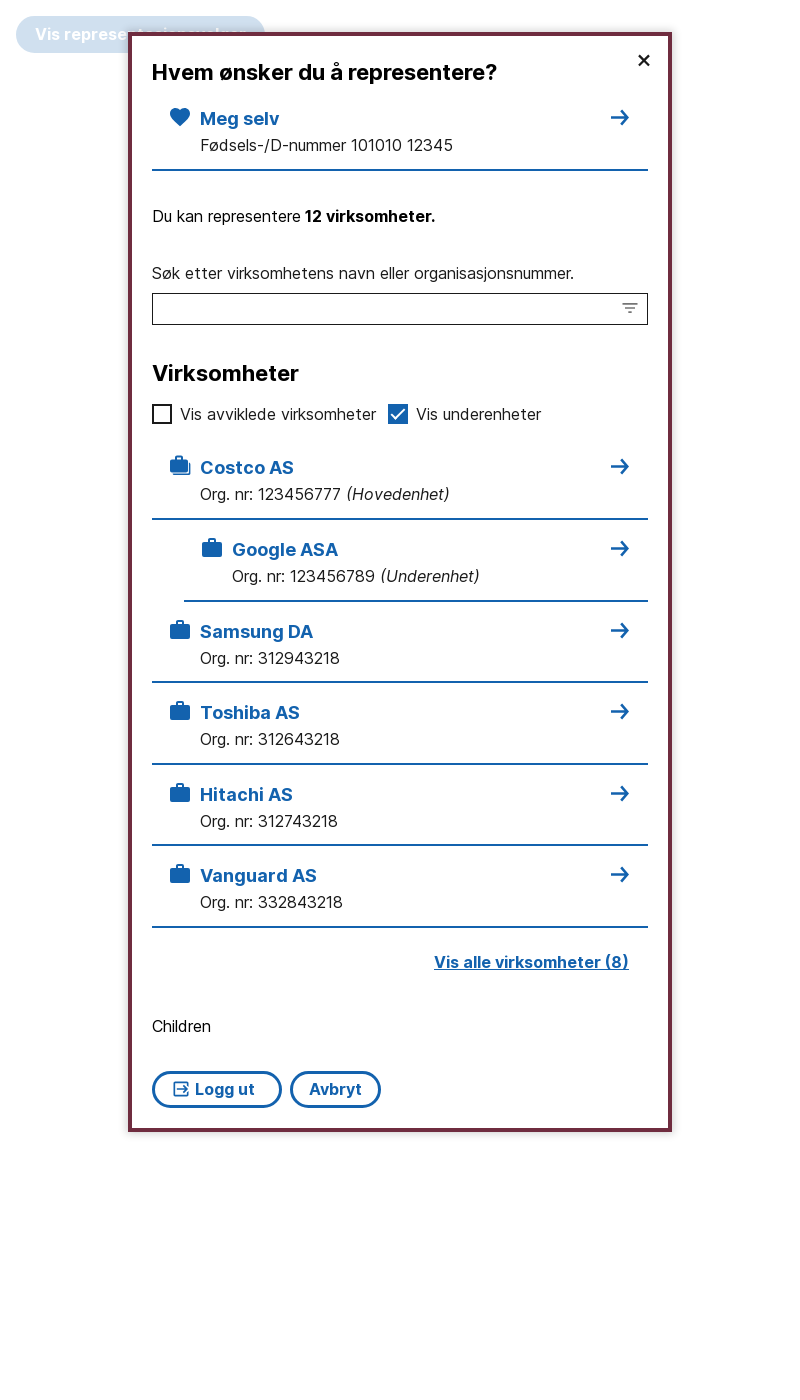 Vis represe
Hvem ønsker du å representere?
Meg selv
Fødsels-/D-nummer 101010 12345
Du kan representere 12 virksomheter.
Søk etter virksomhetens navn eller organisasjonsnummer.
Virksomheter
Vis avviklede virksomheter Vis underenheter
Costco AS
Org. nr: 123456777 (Hovedenhet)
Google ASA
Org. nr: 123456789 (Underenhet)
Samsung DA
Org. nr: 312943218
Toshiba AS
Org. nr: 312643218
Hitachi AS
Org. nr: 312743218
Vanguard AS
Org. nr: 332843218
Vis alle virksomheter (8)
Children
Logg ut Avbryt